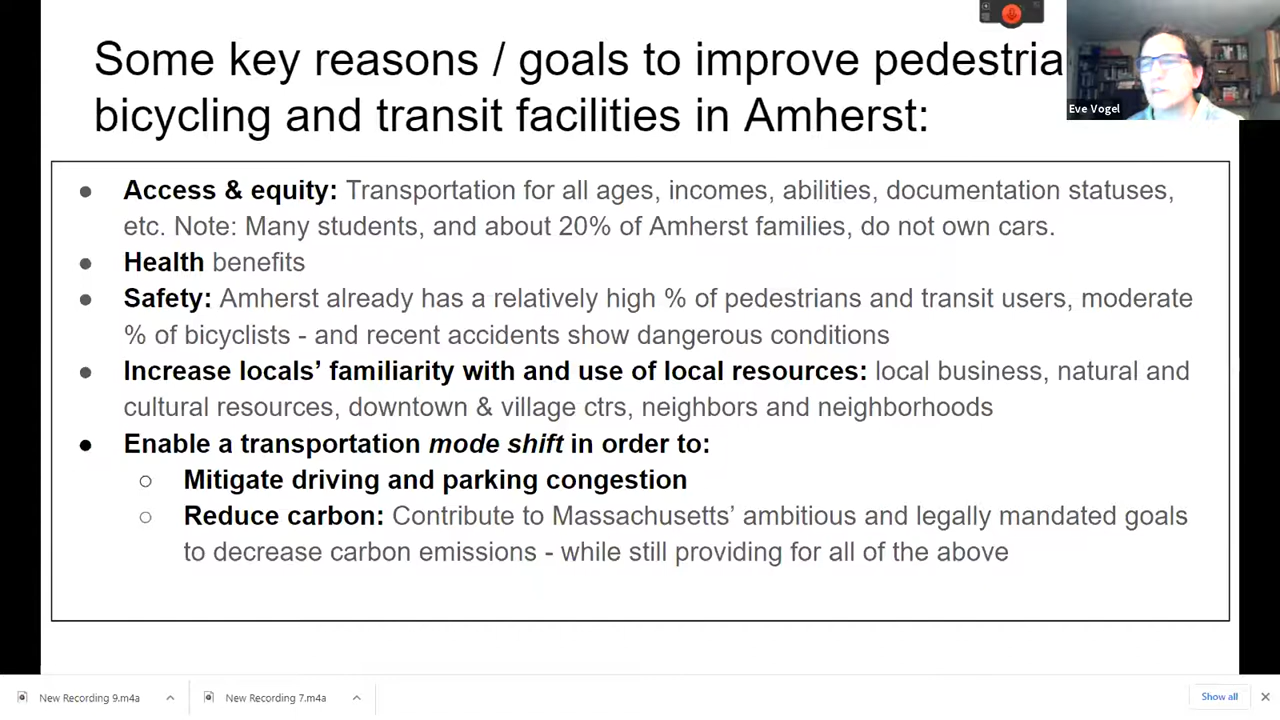 Some key reasons / goals to improve pedestria
bicycling and transit facilities in Amherst:
Eve Vogel
● Access & equity: Transportation for all ages, incomes, abilities, documentation statuses,
etc. Note: Many students, and about 20% of Amherst families, do not own cars.
● Health benefits
● Safety: Amherst already has a relatively high % of pedestrians and transit users, moderate
% of bicyclists - and recent accidents show dangerous conditions
● Increase locals’ familiarity with and use of local resources: local business, natural and
cultural resources, downtown & village ctrs, neighbors and neighborhoods
● Enable a transportation mode shift in order to:
○ Mitigate driving and parking congestion
○ Reduce carbon: Contribute to Massachusetts’ ambitious and legally mandated goals
to decrease carbon emissions - while still providing for all of the above
New Recording 9.m4a
New Recording 7.m4a
Show all